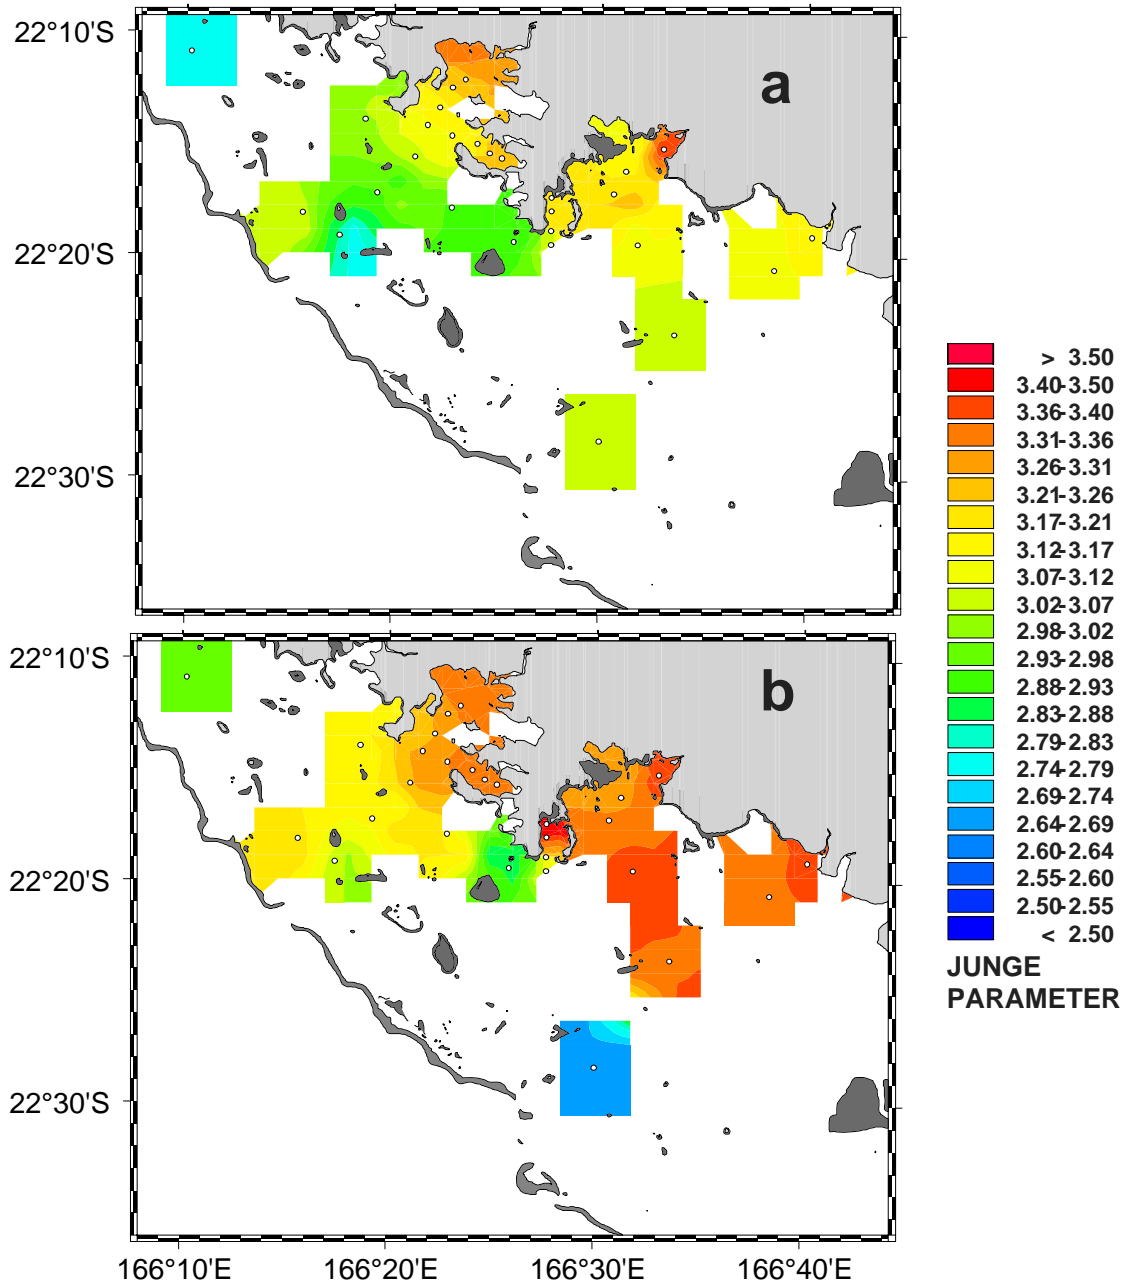 22°10'S
a
22°20'S
22°30'S
> 3.50
3.40-3.50
3.36-3.40
3.31-3.36
3.26-3.31
3.21-3.26
3.17-3.21
3.12-3.17
3.07-3.12
3.02-3.07
2.98-3.02
2.93-2.98
2.88-2.93
2.83-2.88
2.79-2.83
2.74-2.79
2.69-2.74
2.64-2.69
2.60-2.64
2.55-2.60
2.50-2.55
< 2.50
JUNGE
PARAMETER
22°10'S
b
22°20'S
22°30'S
166°10'E 166°20'E 166°30'E 166°40'E